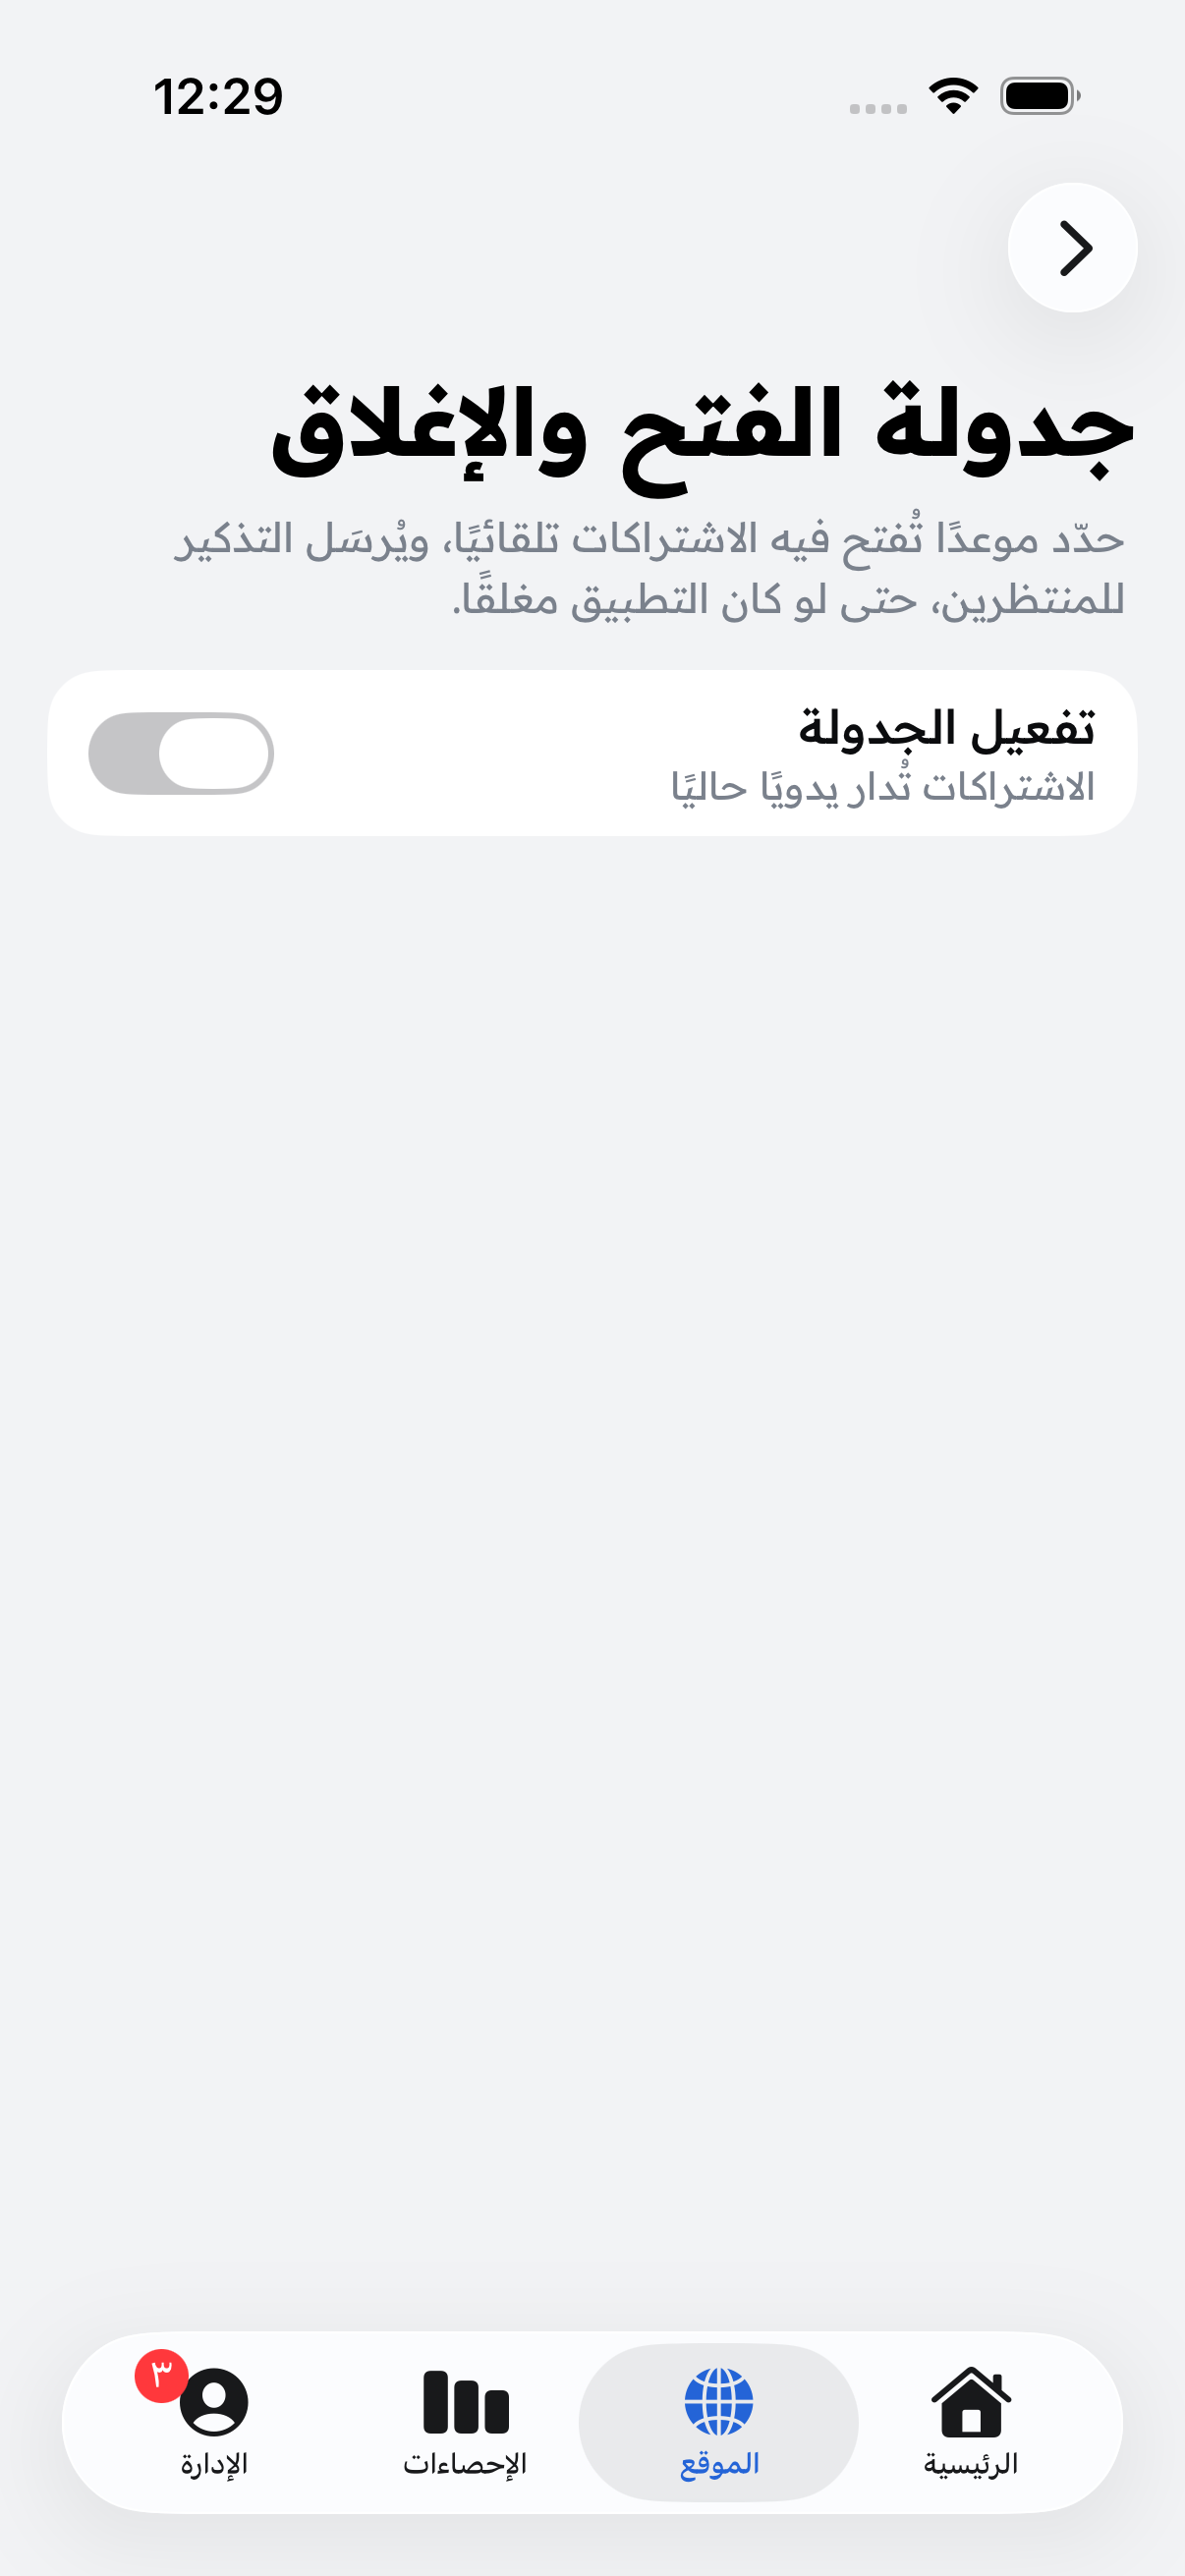 12:29
جدولة الفتح والإغلاق
حدّد موعدًا تُفتح فيه الاشتراكات تلقائيًا، ويُرسَل التذكير
للمنتظرين، حتى لو كان التطبيق مغلقًا.
تفعيل الجدولة
الاشتراكات تُدار يدويًا حاليًا
الرئيسية
الموقع
الإحصاءات
٣
الإدارة